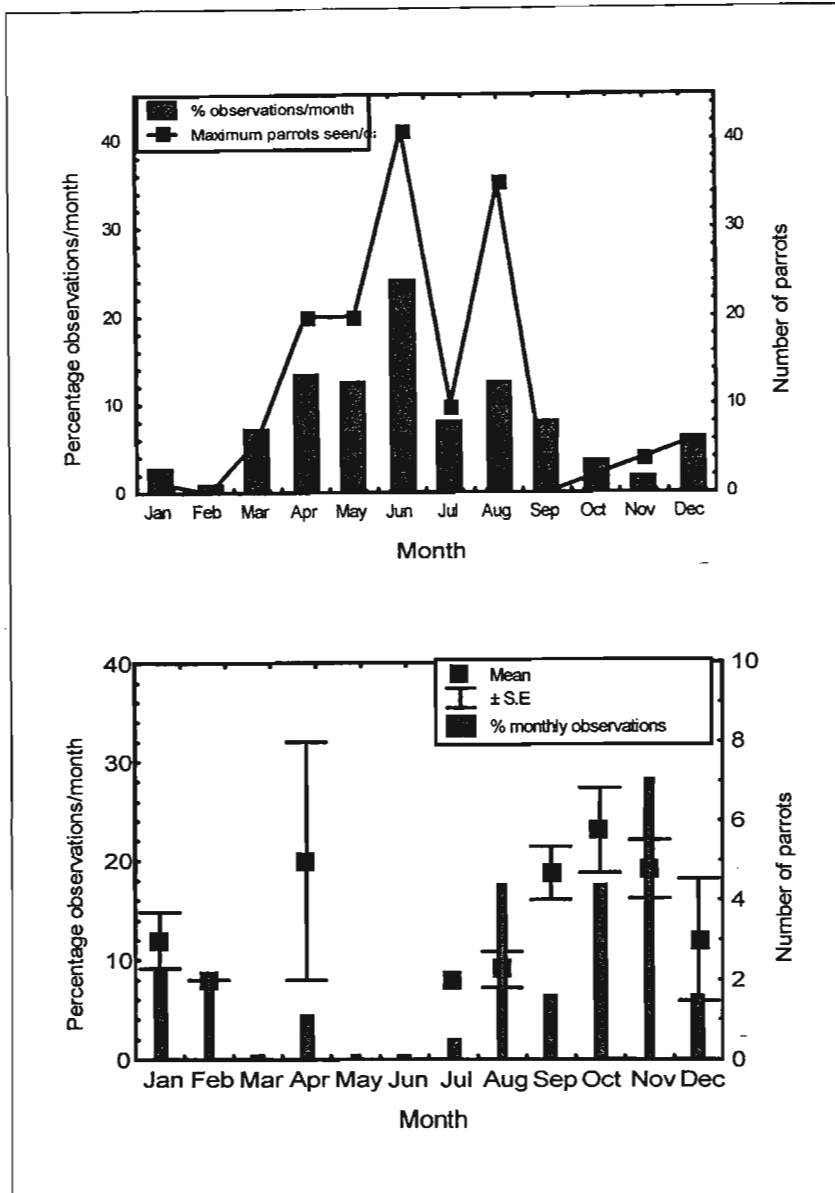 % observations/month
Maximum parrots seen/d
Percentage observations/month
40
30
20
10
0
40
30
20
10
0
Number of parrots
Jan Feb Mar Apr May Jun Jul Aug Sep Oct Nov Dec
Month
Mean
± S.E
% monthly observations
Percentage observations/month
40
30
20
10
0
10
8
6
4
2
0
Number of parrots
Jan Feb Mar Apr May Jun Jul Aug Sep Oct Nov Dec
Month